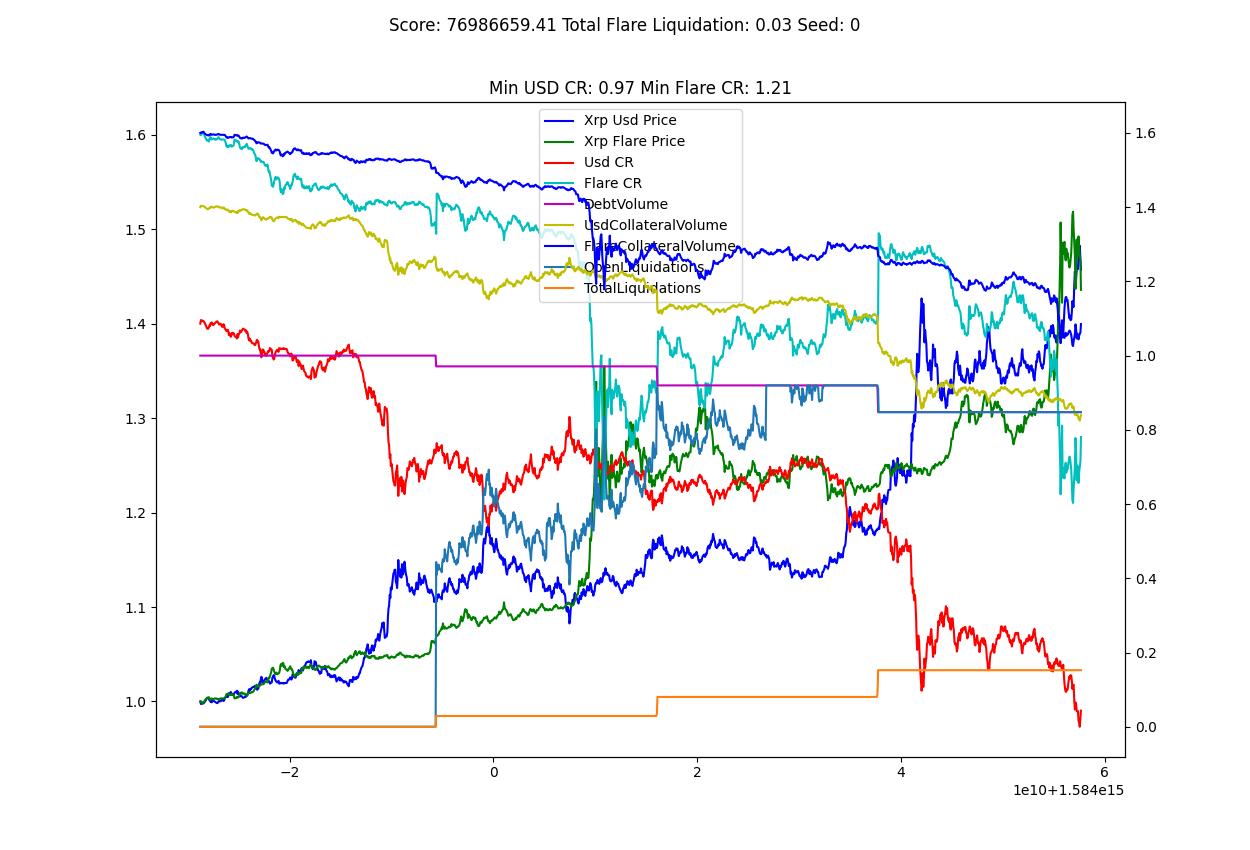 Score: 76986659.41 Total Flare Liquidation: 0.03 Seed: 0
Min USD CR: 0.97 Min Flare CR: 1.21
Xrp Usd Price
Xrp Flare Price
Usd CR
Flare CR
DebtVolume
UsdCollateralVolume
FlareCollateralVolume
OpenLiquidations
TotalLiquidations
1.6
1.5
1.4
1.3
1.2
1.1
1.0
1.6
1.4
1.2
1.0
0.8
0.6
0.4
0.2
0.0
−2
0
2
4
6
1e10+1.584e15